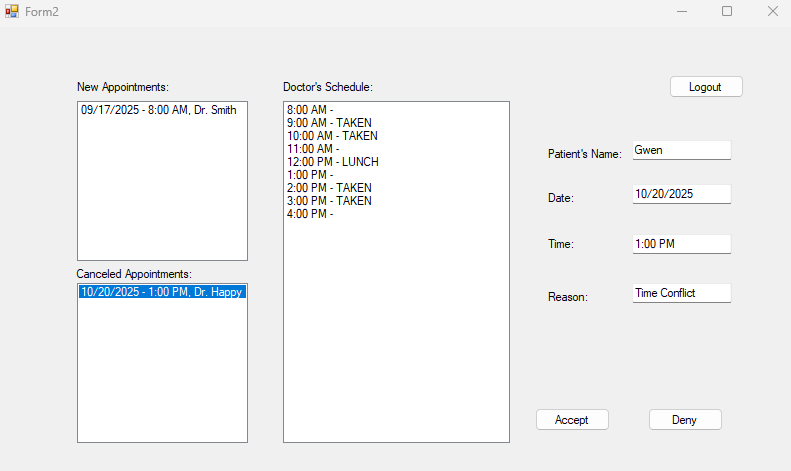 Form2
New Appointments:
09/17/2025 - 8:00 AM, Dr. Smith
Canceled Appointments:
10/20/2025 - 1:00 PM, Dr. Happy
Doctor's Schedule:
8:00 AM -
9:00 AM - TAKEN
10:00 AM - TAKEN
11:00 AM -
12:00 PM - LUNCH
1:00 PM -
2:00 PM - TAKEN
3:00 PM - TAKEN
4:00 PM -
Logout
Patient's Name: Gwen
Date: 10/20/2025
Time: 1:00 PM
Reason: Time Conflict
Accept Deny